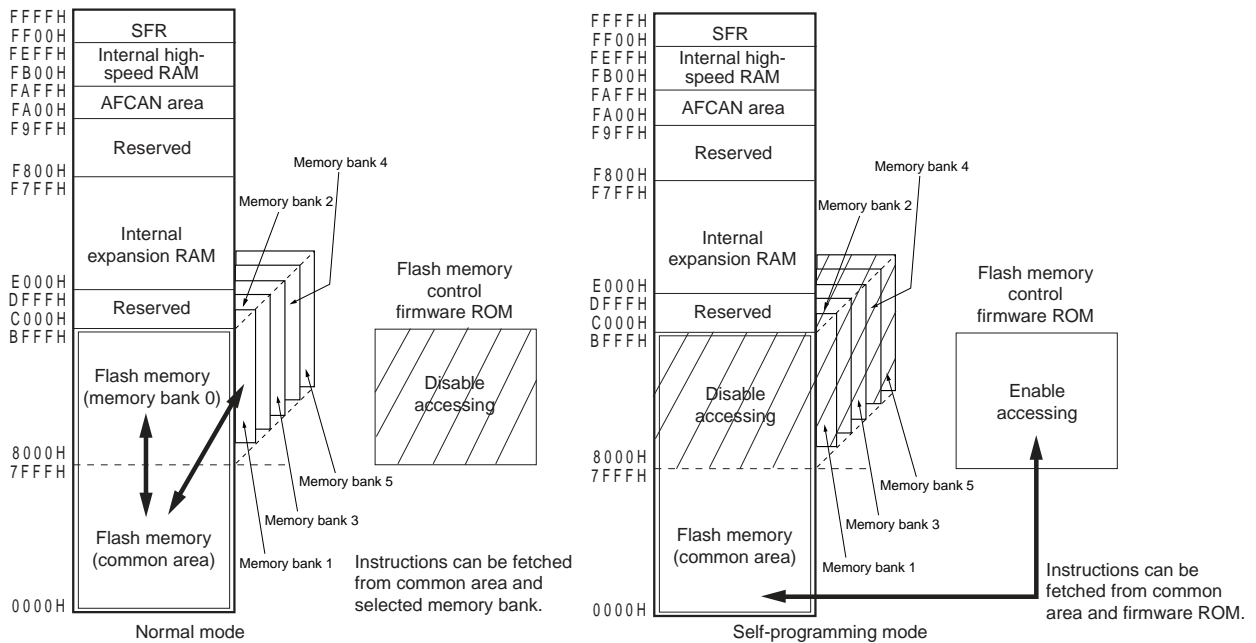 FFFFH
SFR
FF00H
FEFFH
Internal high-
speed RAM
FB00H
FAFFH
AFCAN area
FA00H
F9FFH
Reserved
F800H
F7FFH
Memory bank 4
Memory bank 2
Internal
expansion RAM
E000H
DFFFH
Reserved
C000H
BFFFH
Flash memory
control
firmware ROM
Flash memory
(memory bank 0)
Disable
accessing
8000H
7FFFH
Memory bank 5
Memory bank 3
Memory bank 1
Flash memory
(common area)
Instructions can be fetched
from common area and
selected memory bank.
0000H
Normal mode
FFFFH
SFR
FF00H
FEFFH
Internal high-
speed RAM
FB00H
FAFFH
AFCAN area
FA00H
F9FFH
Reserved
F800H
F7FFH
Memory bank 4
Memory bank 2
Internal
expansion RAM
E000H
DFFFH
Reserved
C000H
BFFFH
Flash memory
control
firmware ROM
Disable
accessing
Enable
accessing
8000H
7FFFH
Memory bank 5
Memory bank 3
Memory bank 1
Flash memory
(common area)
Instructions can be
fetched from common
area and firmware ROM.
0000H
Self-programming mode